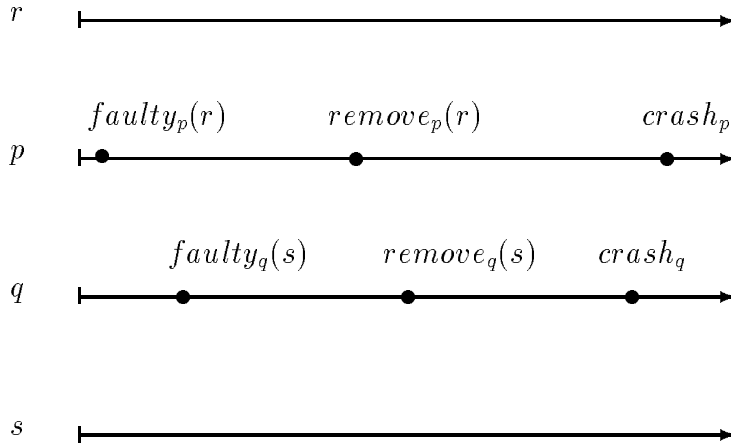 r
faulty_p(r) remove_p(r) crash_p
p
faulty_q(s) remove_q(s) crash_q
q
s